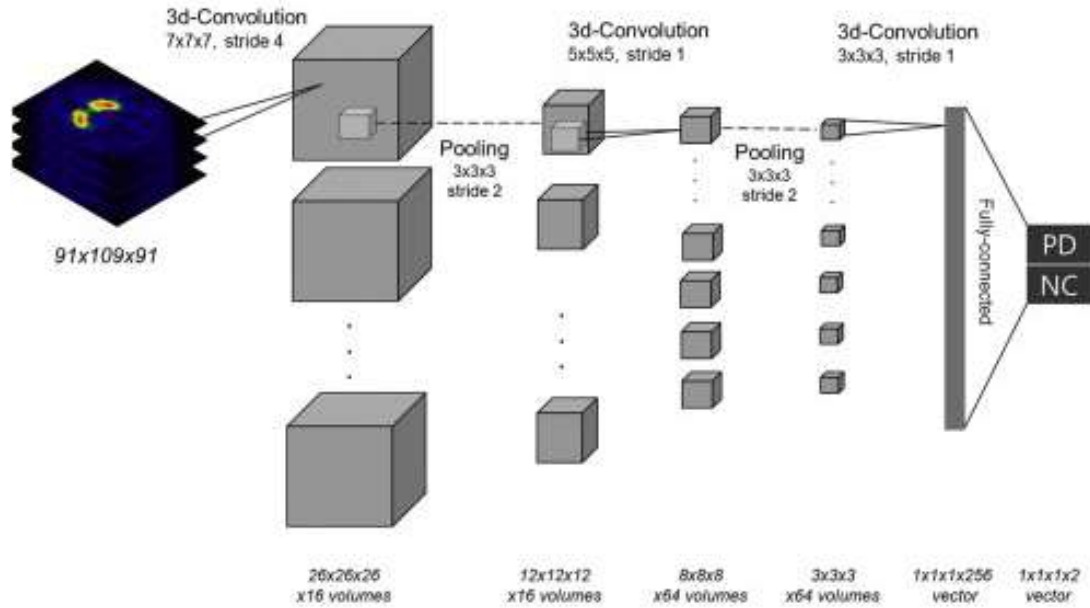 3d-Convolution
7x7x7, stride 4
3d-Convolution
5x5x5, stride 1
3d-Convolution
3x3x3, stride 1
Pooling
3x3x3
stride 2
Pooling
3x3x3
stride 2
91x109x91
Fully-connected
PD
NC
26x26x26
x16 volumes
12x12x12
x16 volumes
8x8x8
x64 volumes
3x3x3
x64 volumes
1x1x1x256
vector
1x1x1x2
vector